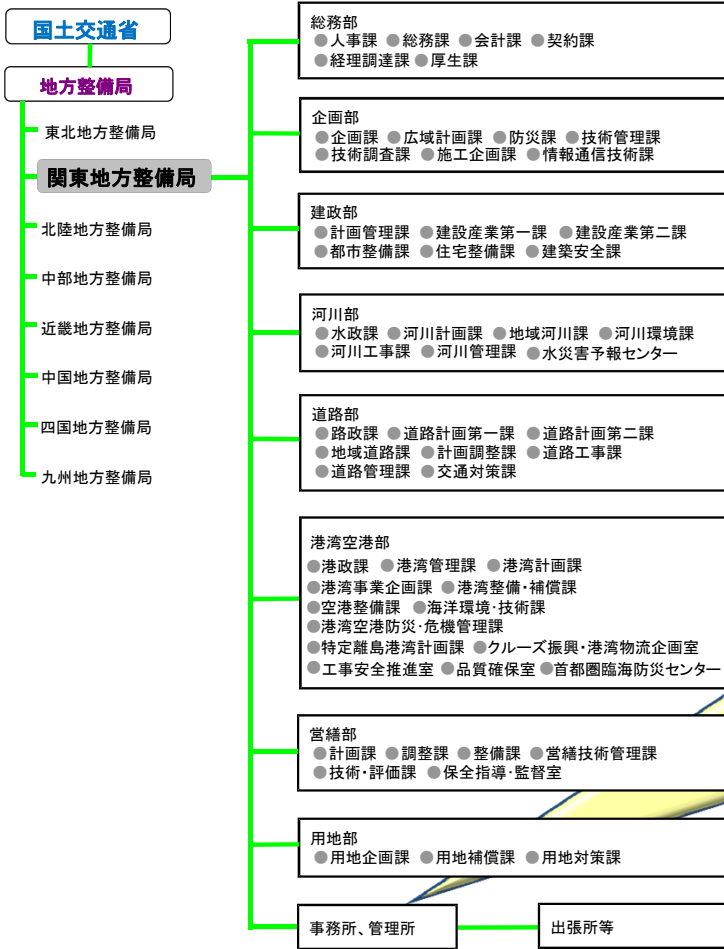 国土交通省
地方整備局
東北地方整備局
関東地方整備局
北陸地方整備局
中部地方整備局
近畿地方整備局
中国地方整備局
四国地方整備局
九州地方整備局
総務部
●人事課 ●総務課 ●会計課 ●契約課
●経理調達課 ●厚生課
企画部
●企画課 ●広域計画課 ●防災課 ●技術管理課
●技術調査課 ●施工企画課 ●情報通信技術課
建政部
●計画管理課 ●建設産業第一課 ●建設産業第二課
●都市整備課 ●住宅整備課 ●建築安全課
河川部
●水政課 ●河川計画課 ●地域河川課 ●河川環境課
●河川工事課 ●河川管理課 ●水災害予報センター
道路部
●路政課 ●道路計画第一課 ●道路計画第二課
●地域道路課 ●計画調整課 ●道路工事課
●道路管理課 ●交通対策課
港湾空港部
●港政課 ●港湾管理課 ●港湾計画課
●港湾事業企画課 ●港湾整備・補償課
●空港整備課 ●海洋環境・技術課
●港湾空港防災・危機管理課
●特定離島港湾計画課 ●クルーズ振興・港湾物流企画室
●工事安全推進室 ●品質確保室 ●首都圏臨海防災センター
営繕部
●計画課 ●調整課 ●整備課 ●営繕技術管理課
●技術・評価課 ●保全指導・監督室
用地部
●用地企画課 ●用地補償課 ●用地対策課
事務所、管理所
出張所等